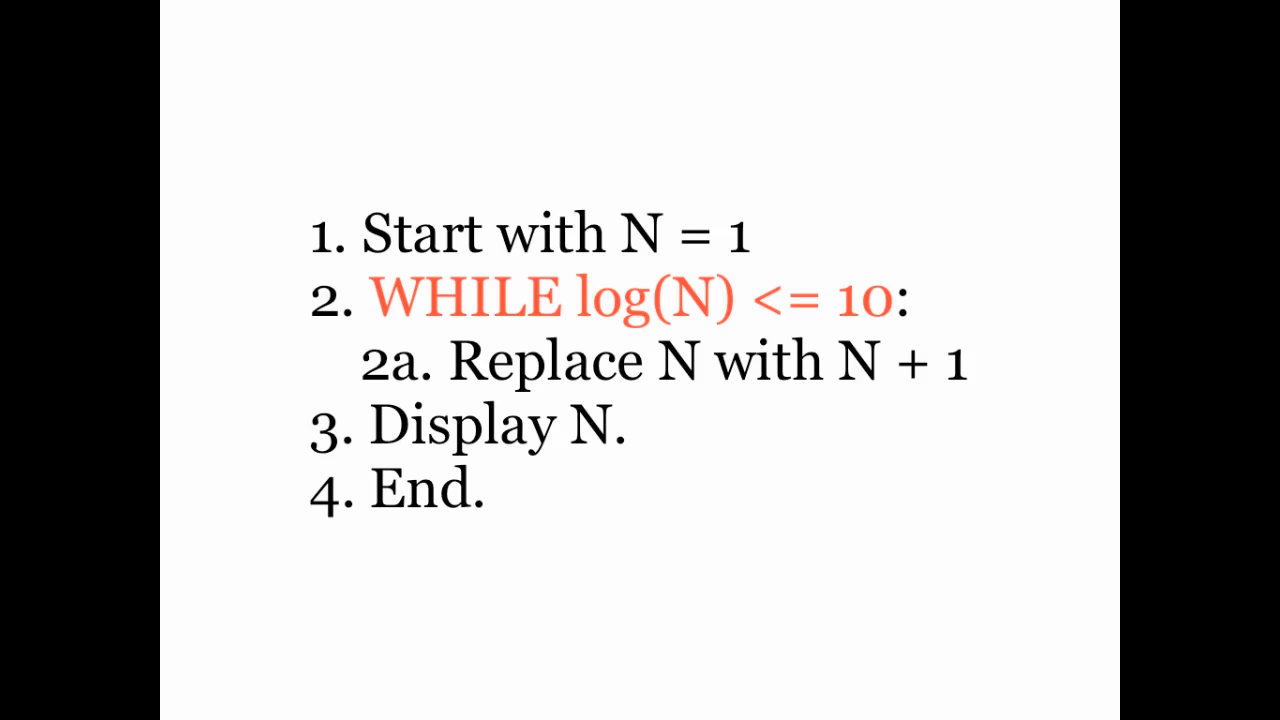 1. Start with N = 1
2. WHILE log(N) <= 10:
2a. Replace N with N + 1
3. Display N.
4. End.